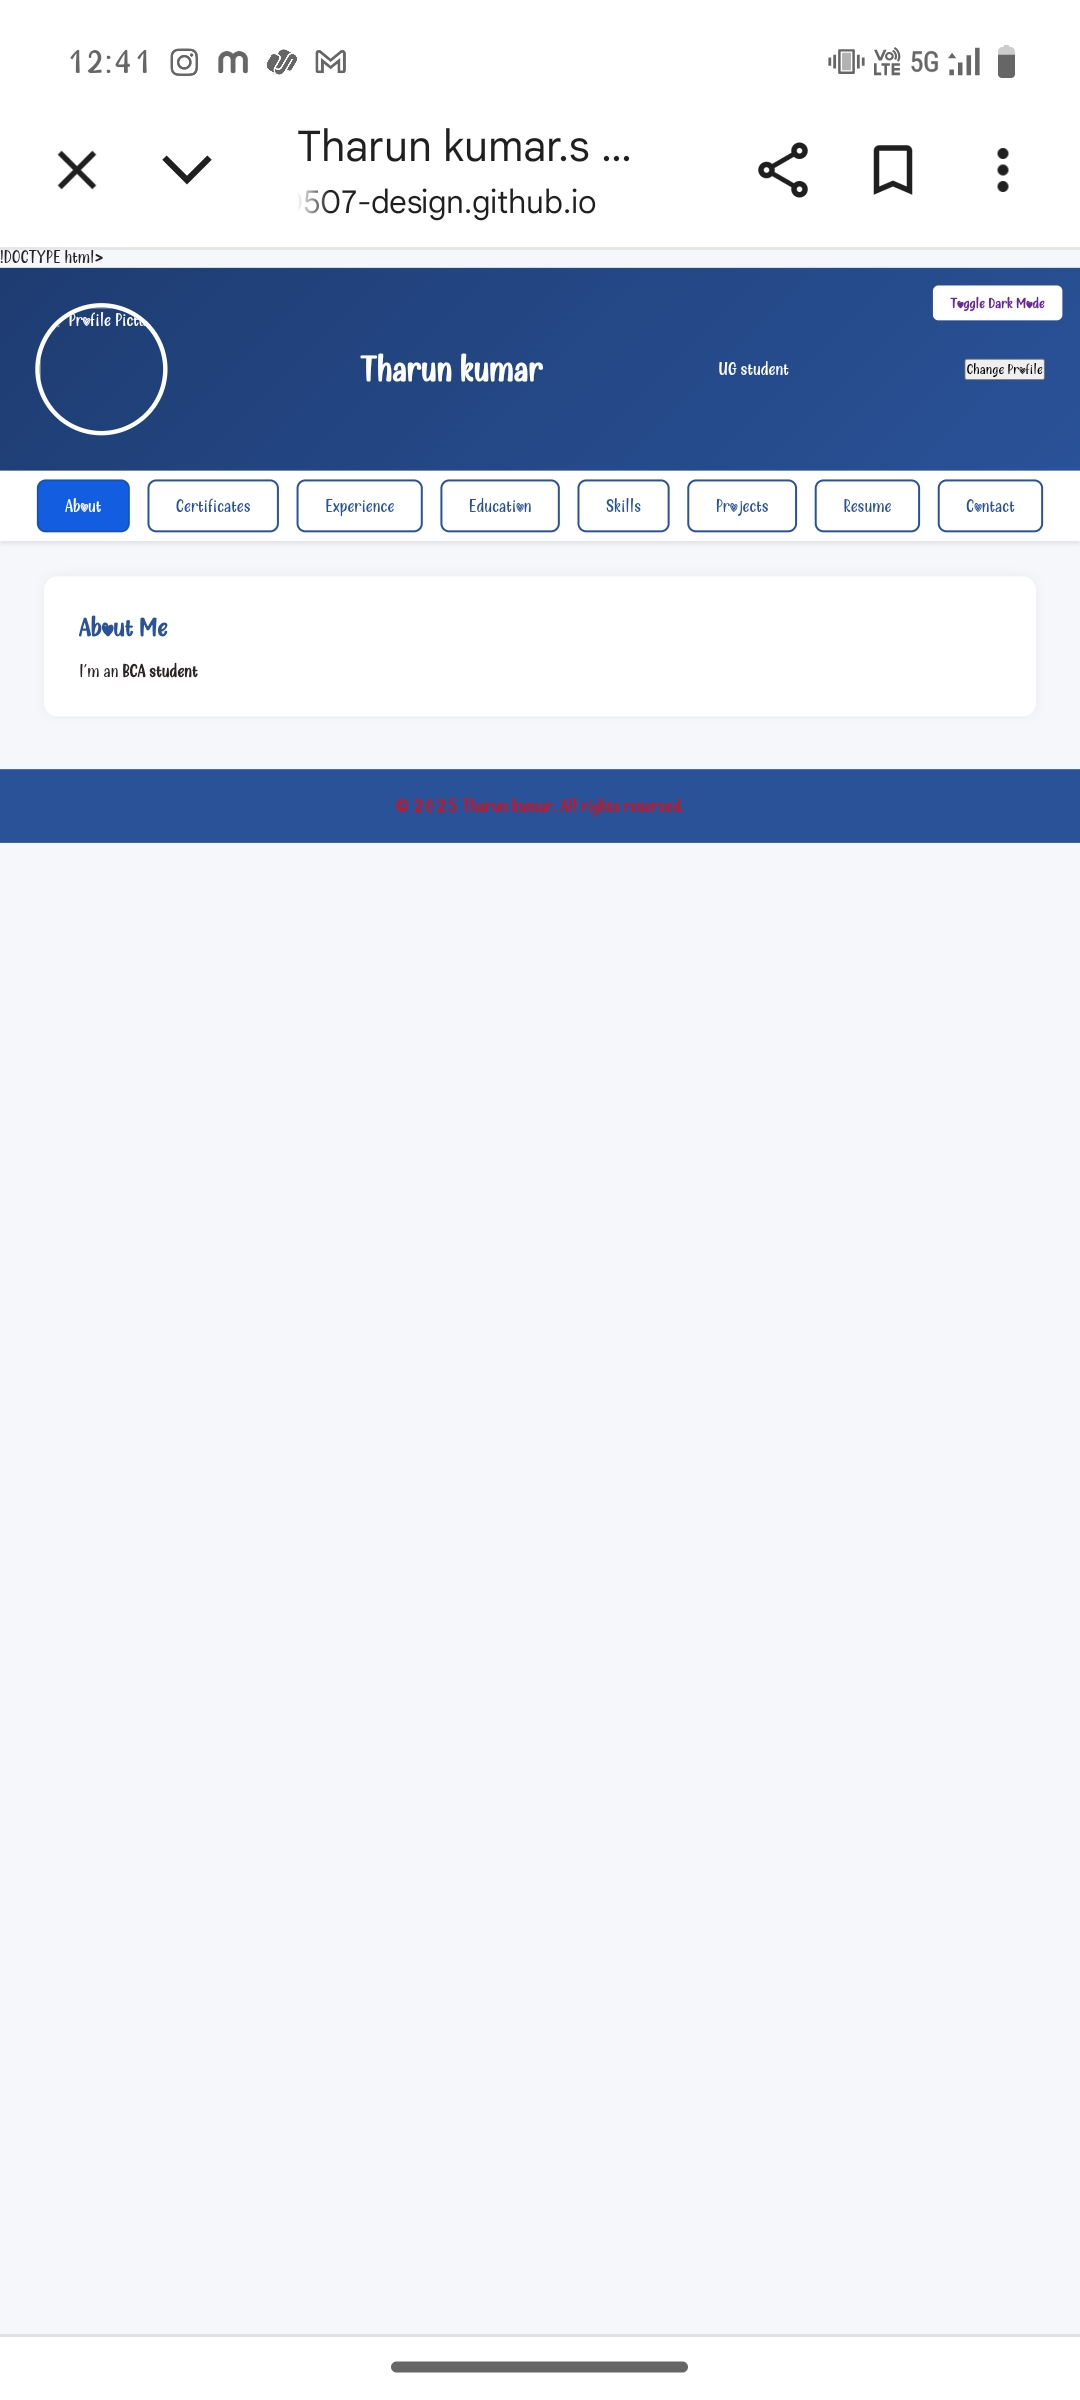 12:41 5G
VoLTE
Tharun kumar.s ...
507-design.github.io
!DOCTYPE html>
Toggle Dark Mode
Profile Pict
Tharun kumar
UG student
Change Profile
About
Certificates
Experience
Education
Skills
Projects
Resume
Contact
About Me
I'm an BCA student
© 2025 Tharun kumar. All rights reserved.